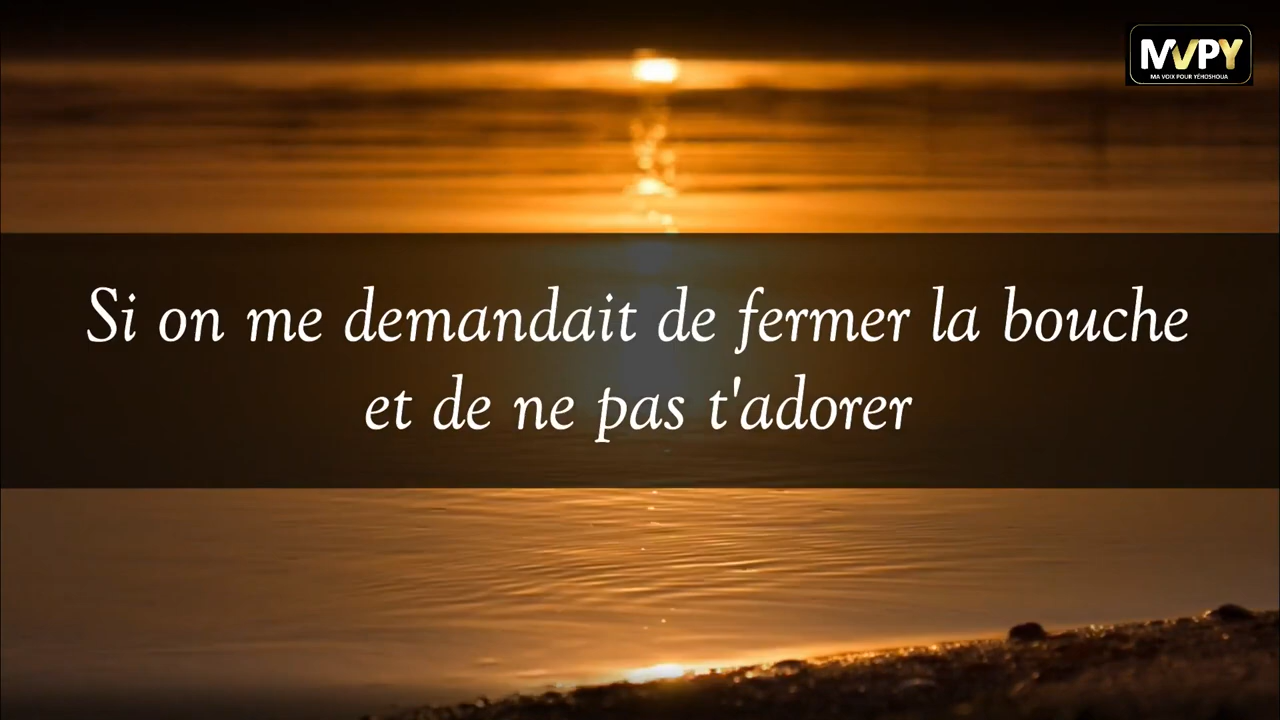 MVPY
MA VOIX POUR YÉHOSHOUA
Si on me demandait de fermer la bouche
et de ne pas t'adorer